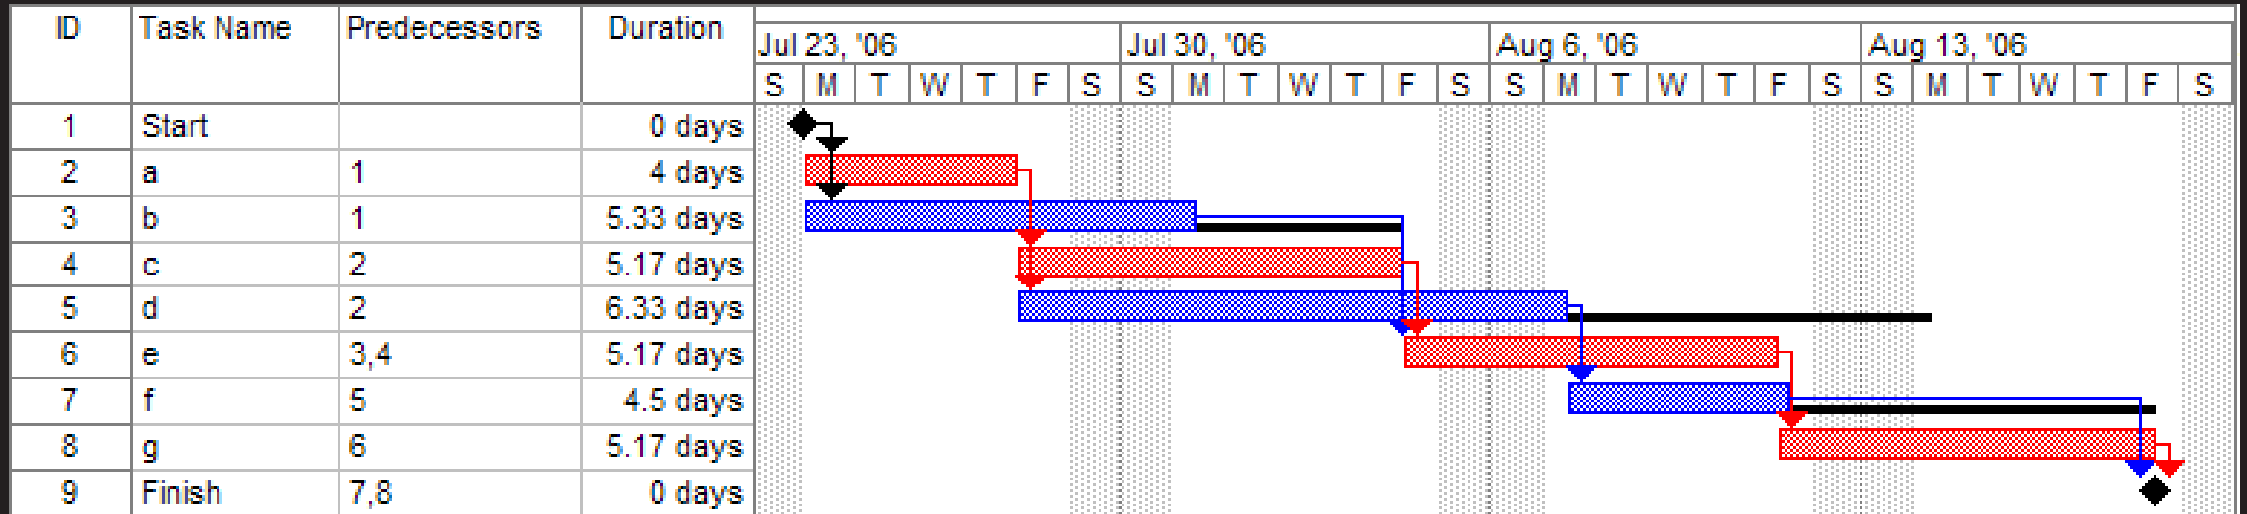 ID Task Name Predecessors Duration
Jul 23, '06 Jul 30, '06 Aug 6, '06 Aug 13, '06
S M T W T F S S M T W T F S S M T W T F S S M T W T F S
1 Start 0 days
2 a 1 4 days
3 b 1 5.33 days
4 c 2 5.17 days
5 d 2 6.33 days
6 e 3,4 5.17 days
7 f 5 4.5 days
8 g 6 5.17 days
9 Finish 7,8 0 days